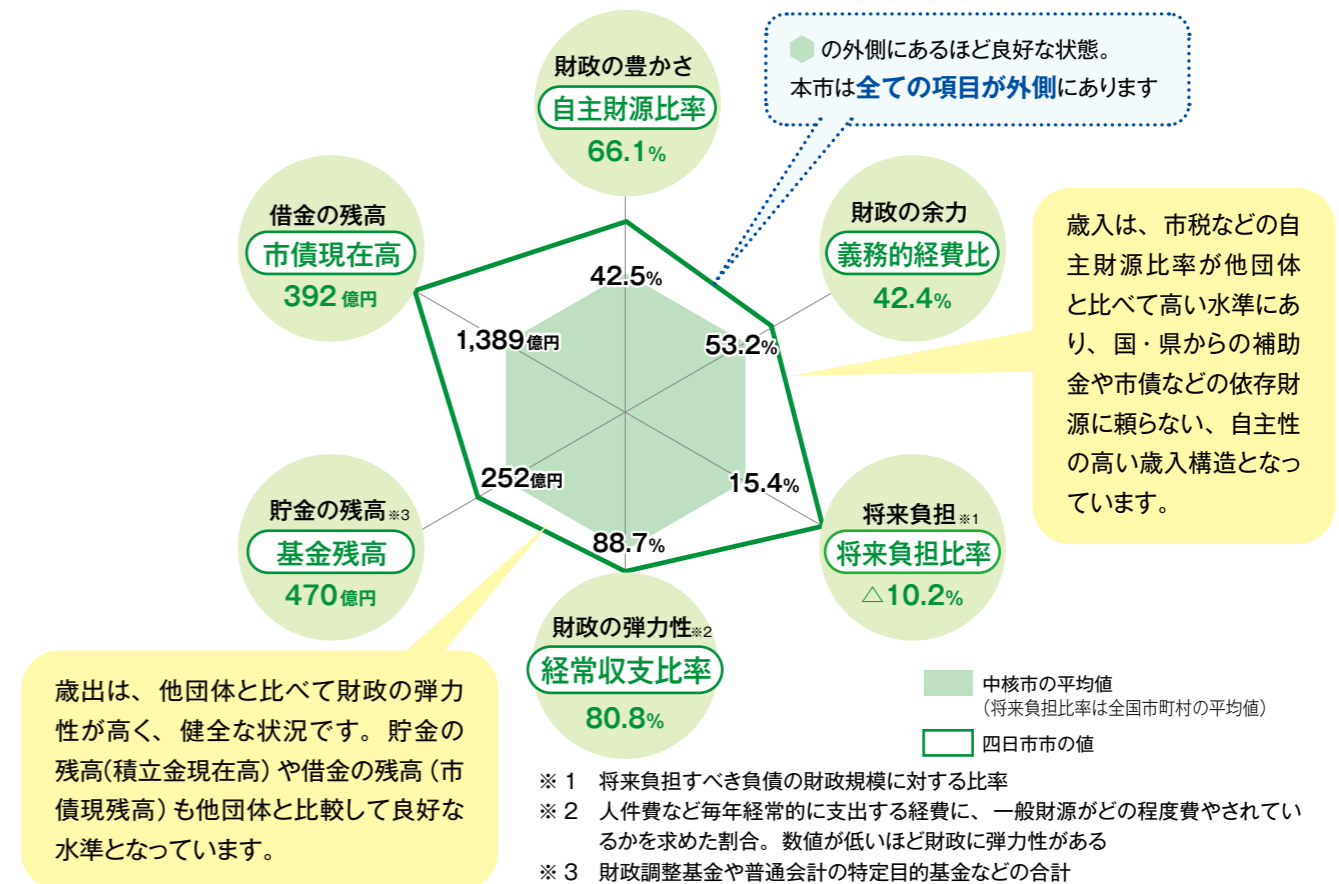 財政の豊かさ
自主財源比率
66.1%
の外側にあるほど良好な状態。
本市は全ての項目が外側にあります
借金の残高
市債現在高
392億円
財政の余力
義務的経費比
42.4%
歳入は、市税などの自
主財源比率が他団体
と比べて高い水準にあ
り、国・県からの補助
金や市債などの依存財
源に頼らない、自主性
の高い歳入構造となっ
ています。
42.5%
1,389億円
53.2%
252億円
15.4%
88.7%
貯金の残高※3
基金残高
470億円
将来負担※1
将来負担比率
△10.2%
財政の弾力性※2
経常収支比率
80.8%
歳出は、他団体と比べて財政の弾力
性が高く、健全な状況です。貯金の
残高(積立金現在高)や借金の残高(市
債現残高)も他団体と比較して良好な
水準となっています。
中核市の平均値
(将来負担比率は全国市町村の平均値)
四日市市の値
※1 将来負担すべき負債の財政規模に対する比率
※2 人件費など毎年経常的に支出する経費に、一般財源がどの程度費やされてい
るかを求めた割合。数値が低いほど財政に弾力性がある
※3 財政調整基金や普通会計の特定目的基金などの合計